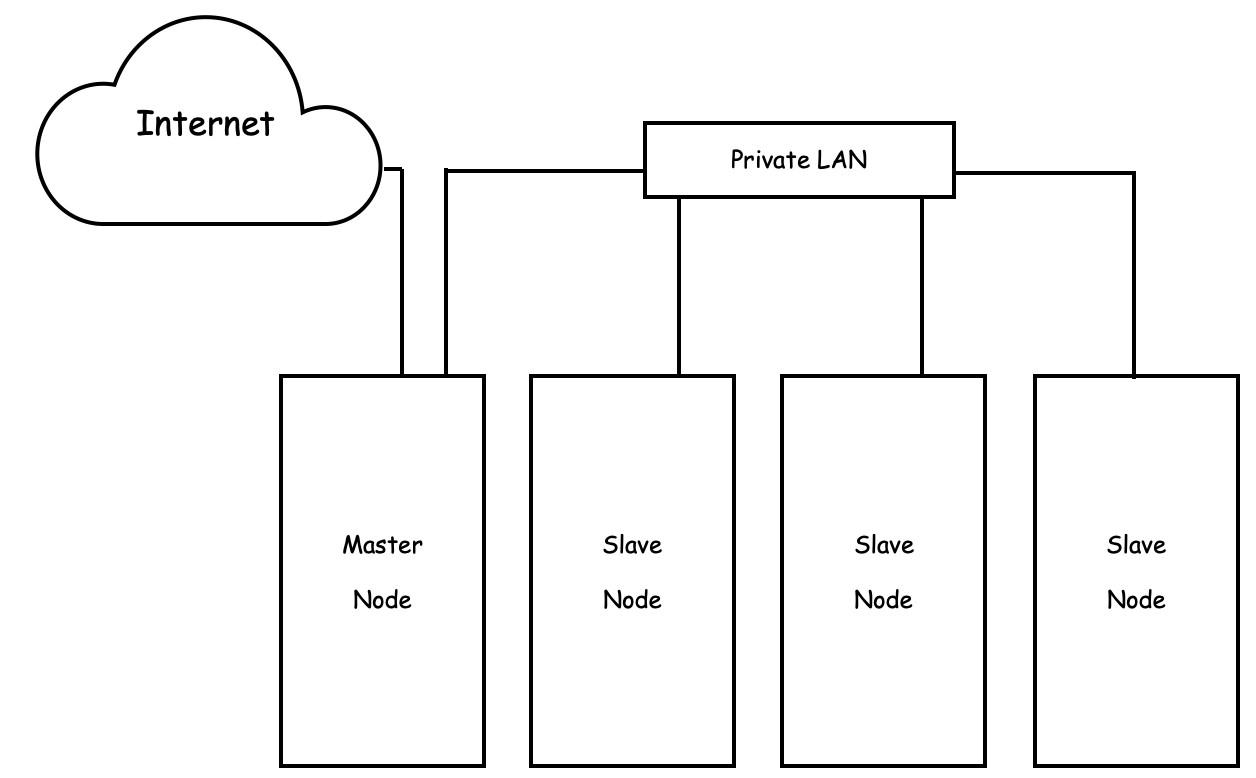 Internet
Private LAN
Master
Node
Slave
Node
Slave
Node
Slave
Node